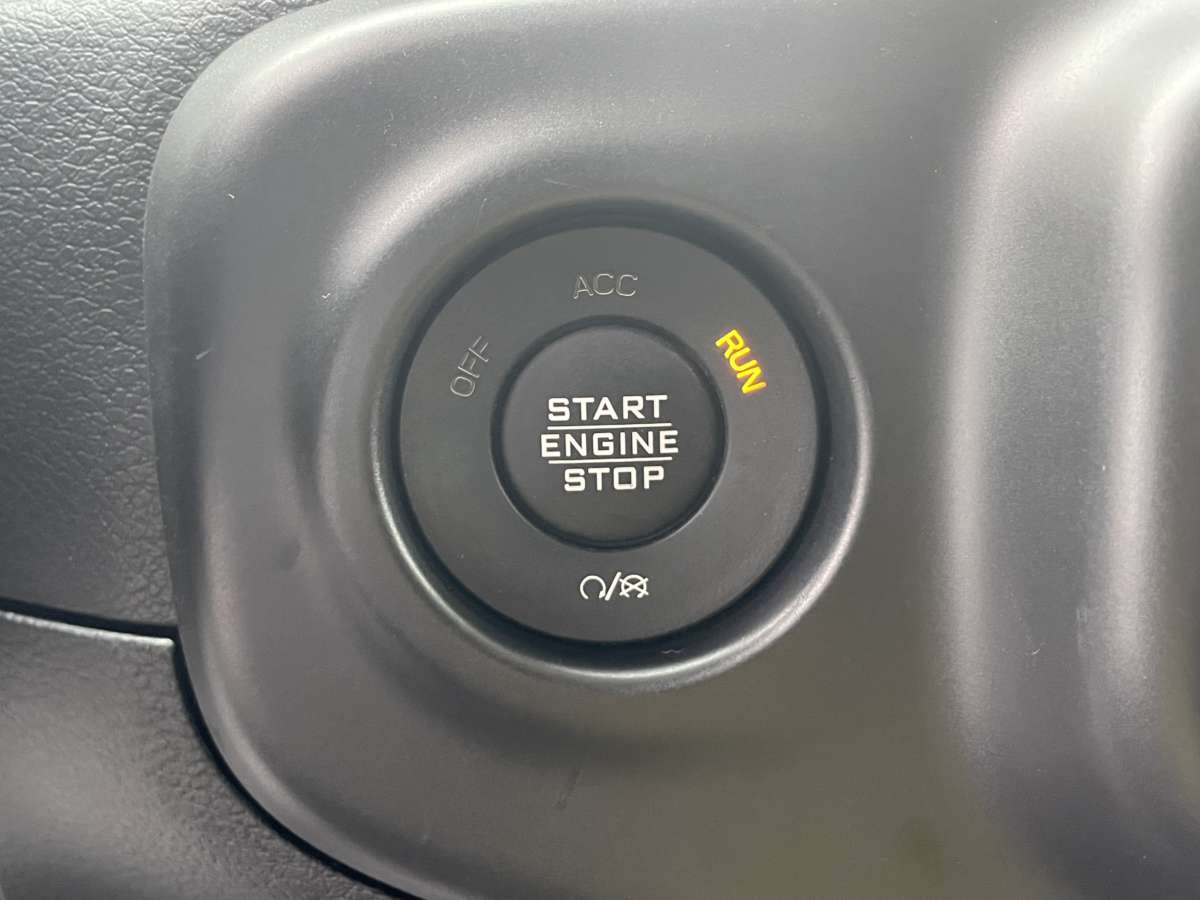 ACC
OFF
RUN
START
ENGINE
STOP